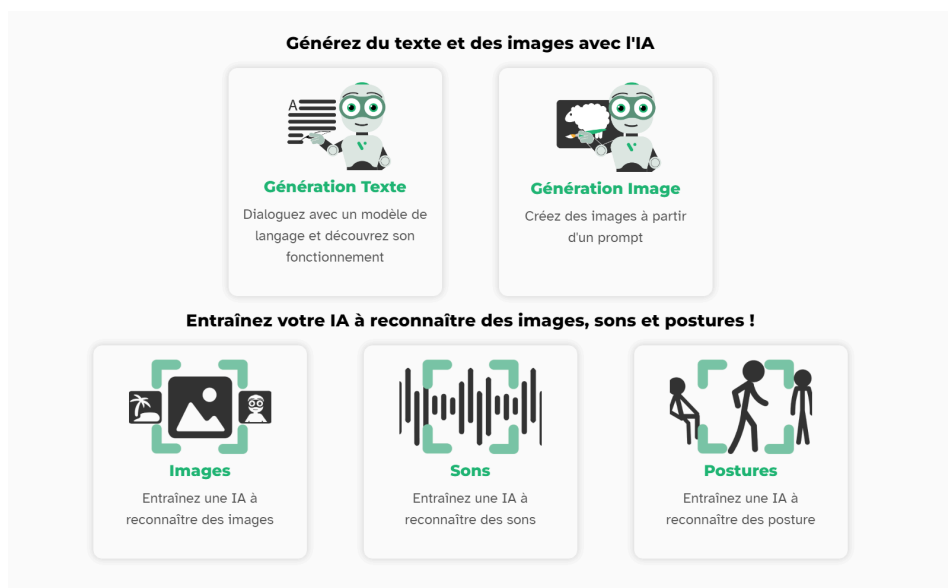 Générez du texte et des images avec l'IA
A
Génération Texte
Dialoguez avec un modèle de
langage et découvrez son
fonctionnement
Génération Image
Créez des images à partir
d'un prompt
Entraînez votre IA à reconnaître des images, sons et postures !
Images
Entraînez une IA à
reconnaître des images
Sons
Entraînez une IA à
reconnaître des sons
Postures
Entraînez une IA à
reconnaître des posture